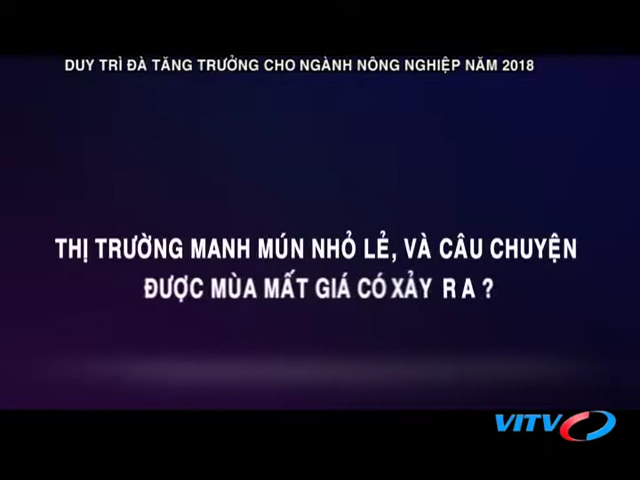 DUY TRÌ ĐÀ TĂNG TRƯỞNG CHO NGÀNH NÔNG NGHIỆP NĂM 2018
THỊ TRƯỜNG MANH MÚN NHỎ LẺ, VÀ CÂU CHUYỆN
ĐƯỢC MÙA MẤT GIÁ CÓ XẢY RA?
VITV